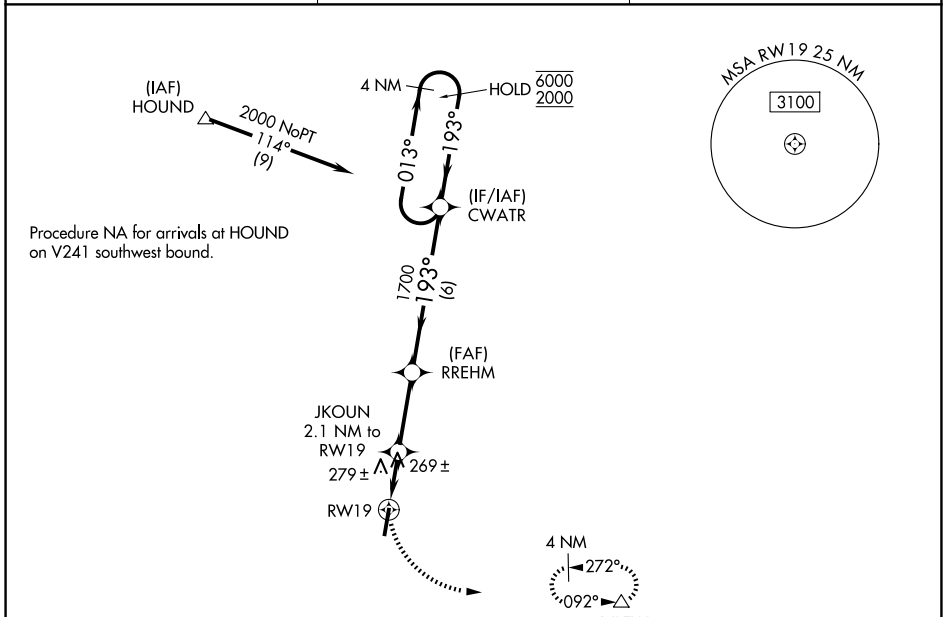 MSA RW19 25 NM
3100
(IAF)
HOUND
2000 NoPT
114°
(9)
4 NM
HOLD 6000
2000
013°
193°
(IF/IAF)
CWATR
Procedure NA for arrivals at HOUND
on V241 southwest bound.
1700
193°
(6)
(FAF)
RREHM
JKOUN
2.1 NM to
RW19
279±
269±
RW19
4 NM
272°
092°